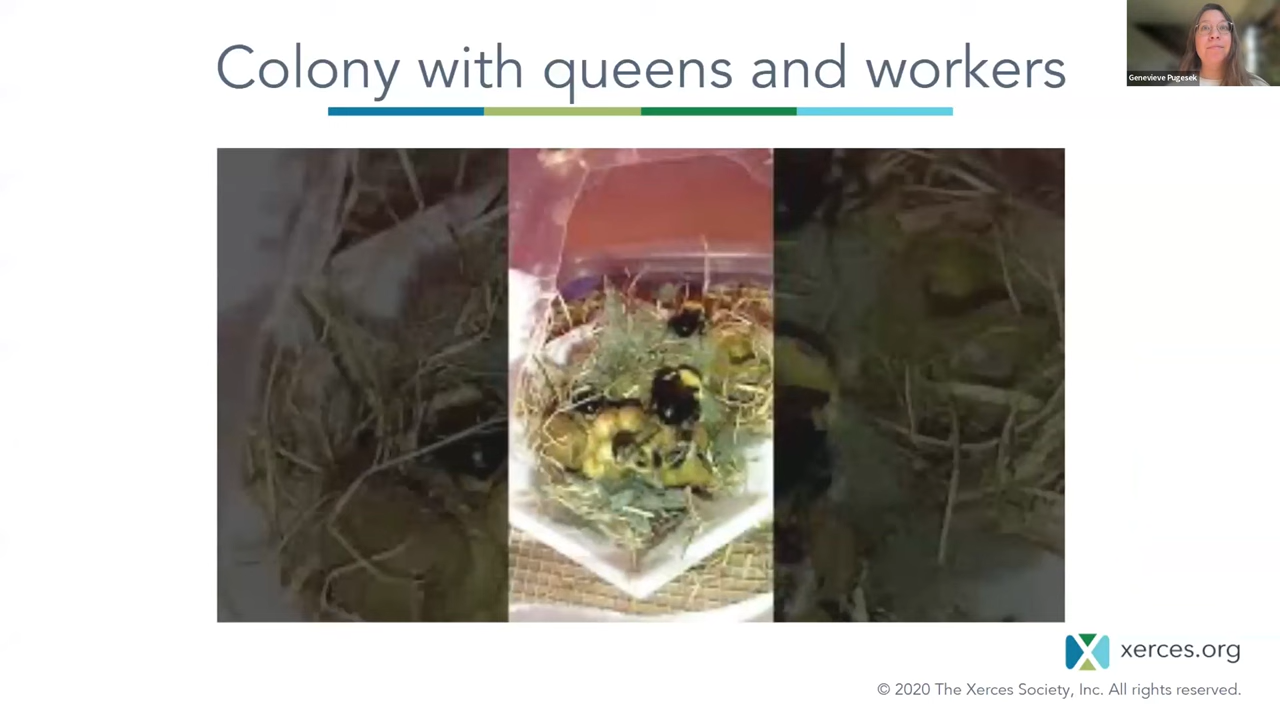 Colony with queens and workers
Genevieve Pugesek
xerces.org
© 2020 The Xerces Society, Inc. All rights reserved.